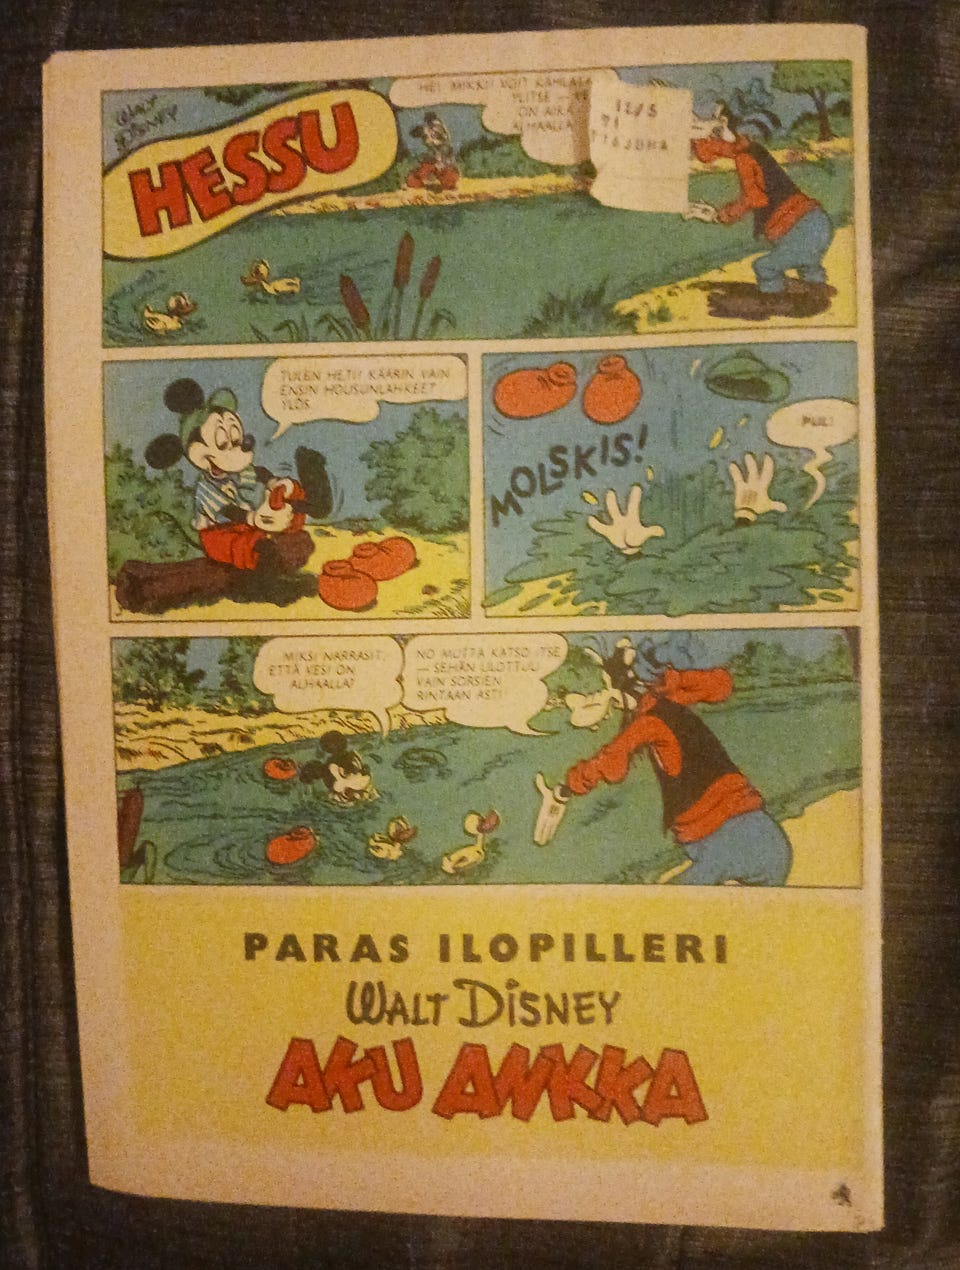 WALT
DISNEY
HESSU
HEI MIKKI! VOIT KAHLATA
YLITSE
ON AIKA
ALHAALLA
12/5
71
TULEN HETI! KÄÄRIN VAIN
ENSIN HOUSUNLAHKEET
YLÖS
MOLSKIS!
MIKSI NARRASIT,
ETTÄ VESI ON
ALHAALLA?
NO MUTTA KATSO ITSE
— SEHÄN ULOTTUU
VAIN SORSIEN
RINTAAN ASTI!
PARAS ILOPILLERI
WALT DISNEY
AKU ANKKA